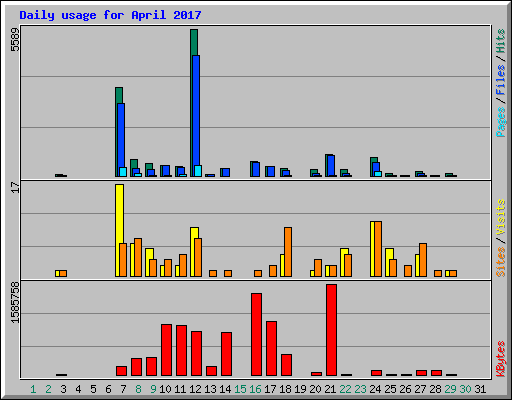 Daily usage for April 2017
5589
Pages / Files / Hits
17
Sites / Visits
1585758
KBytes
1 2 3 4 5 6 7 8 9 10 11 12 13 14 15 16 17 18 19 20 21 22 23 24 25 26 27 28 29 30 31